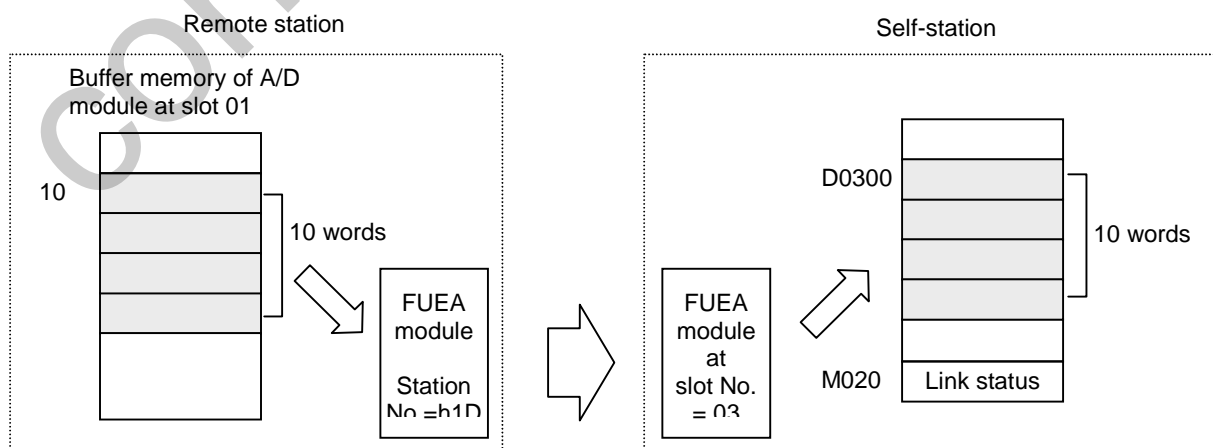 Remote station
Self-station
Buffer memory of A/D
module at slot 01
10
10 words
FUEA
module
Station
No.=h1D
FUEA
module
at
slot No.
= 03
D0300
10 words
M020
Link status